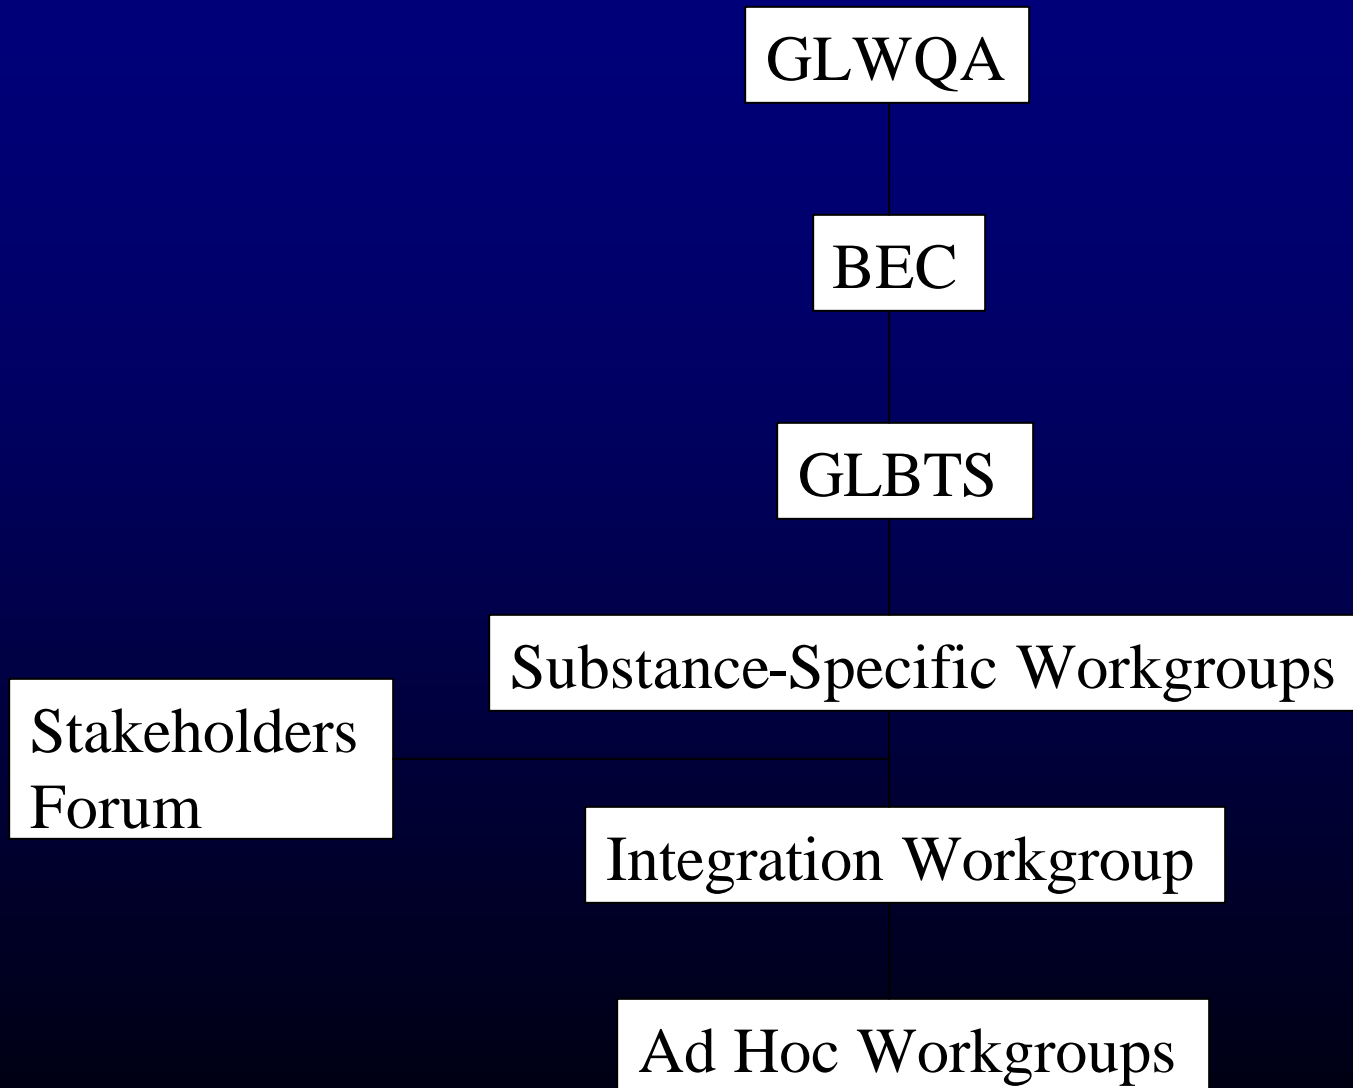 GLWQA
BEC
GLBTS
Substance-Specific Workgroups
Stakeholders
Forum
Integration Workgroup
Ad Hoc Workgroups